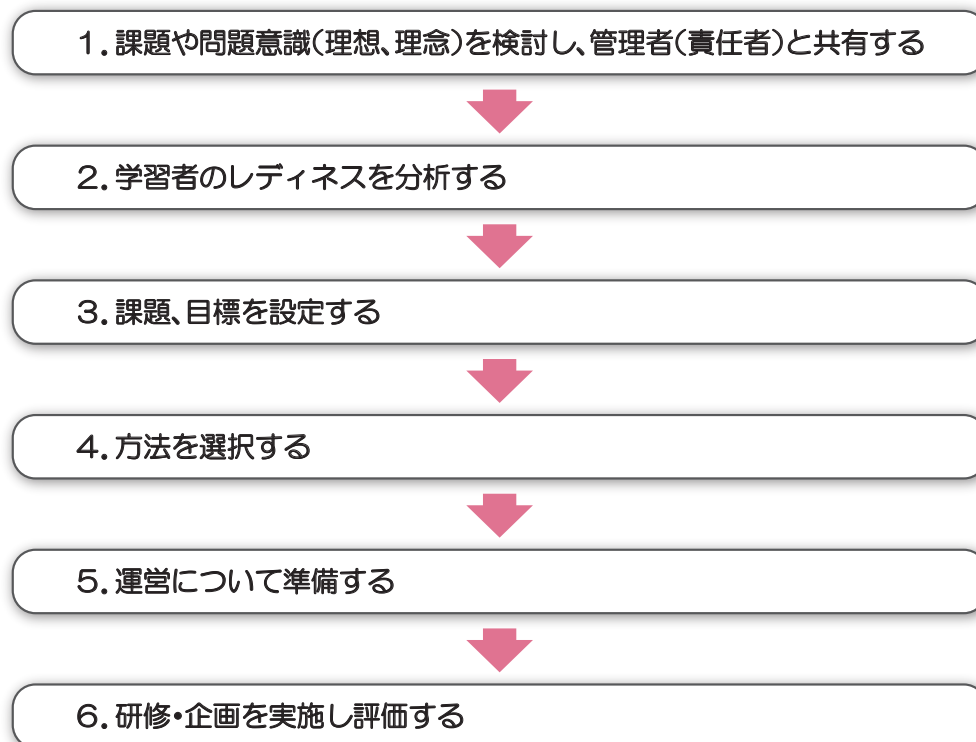 1.課題や問題意識(理想、理念)を検討し、管理者(責任者)と共有する
2.学習者のレディネスを分析する
3.課題、目標を設定する
4.方法を選択する
5.運営について準備する
6.研修・企画を実施し評価する